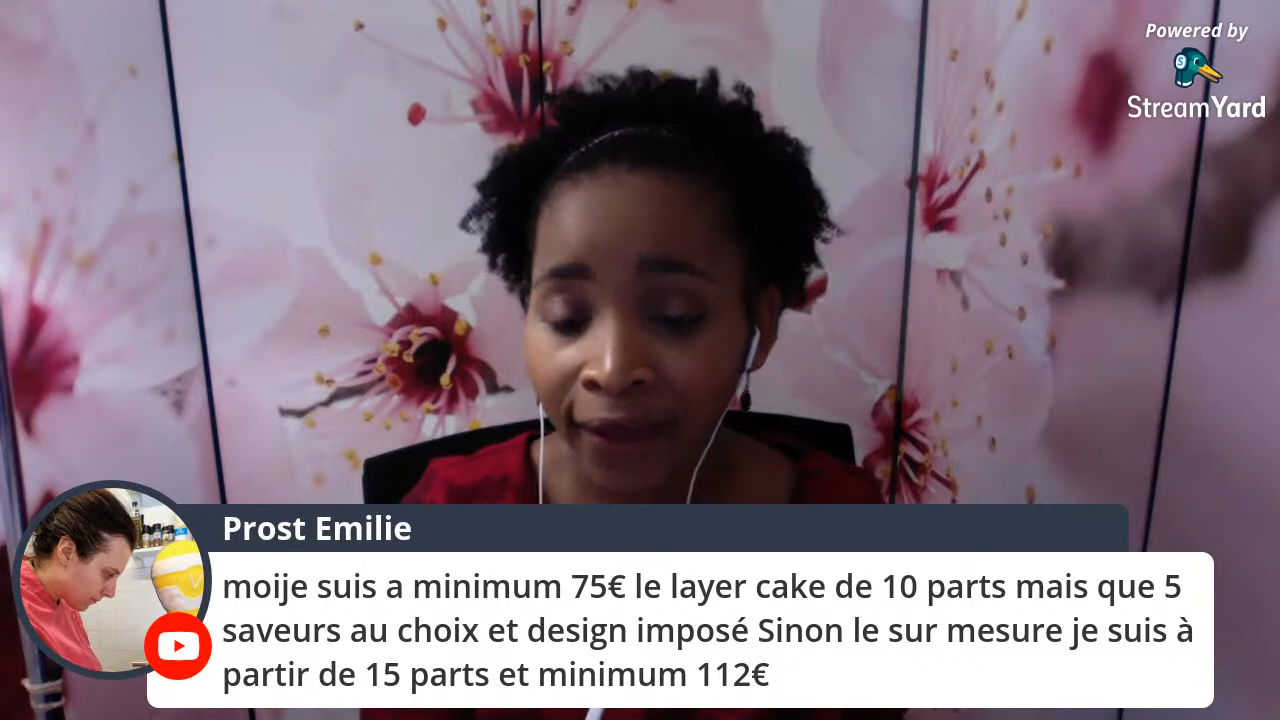 Powered by
StreamYard
Prost Emilie
moije suis a minimum 75€ le layer cake de 10 parts mais que 5
saveurs au choix et design imposé Sinon le sur mesure je suis à
partir de 15 parts et minimum 112€